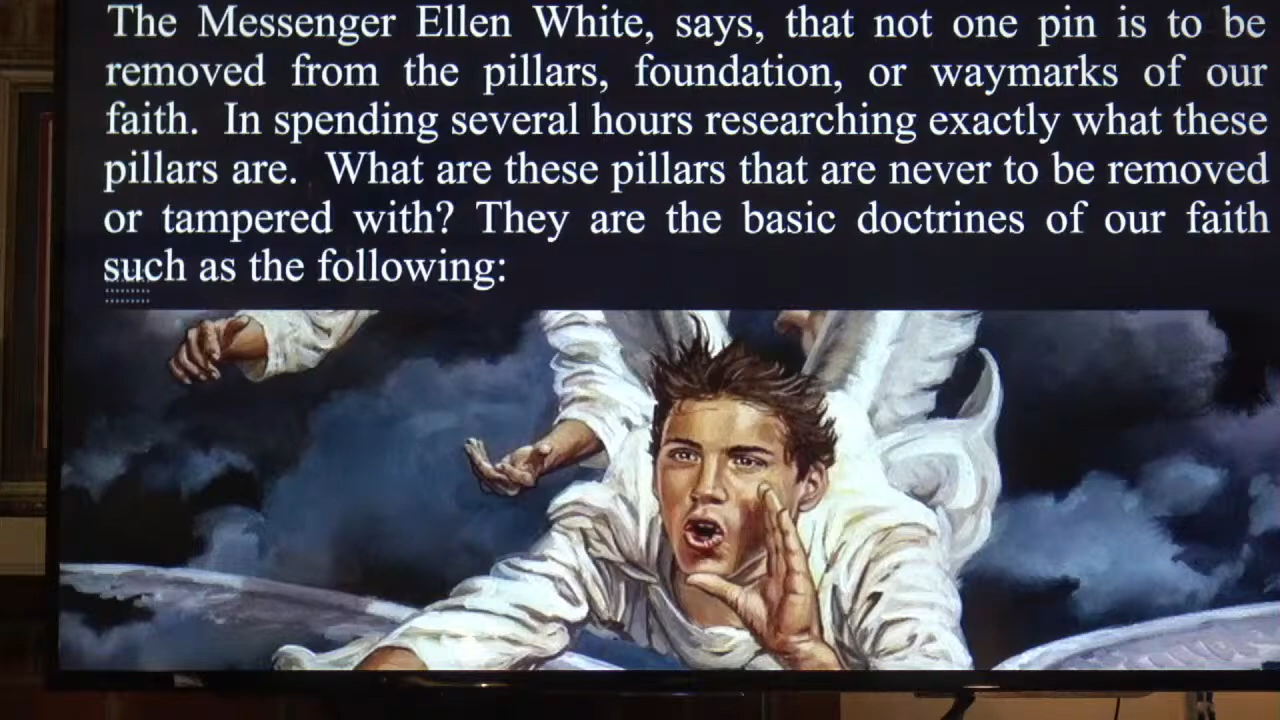 The Messenger Ellen White, says, that not one pin is to be
removed from the pillars, foundation, or waymarks of our
faith. In spending several hours researching exactly what these
pillars are. What are these pillars that are never to be removed
or tampered with? They are the basic doctrines of our faith
such as the following: